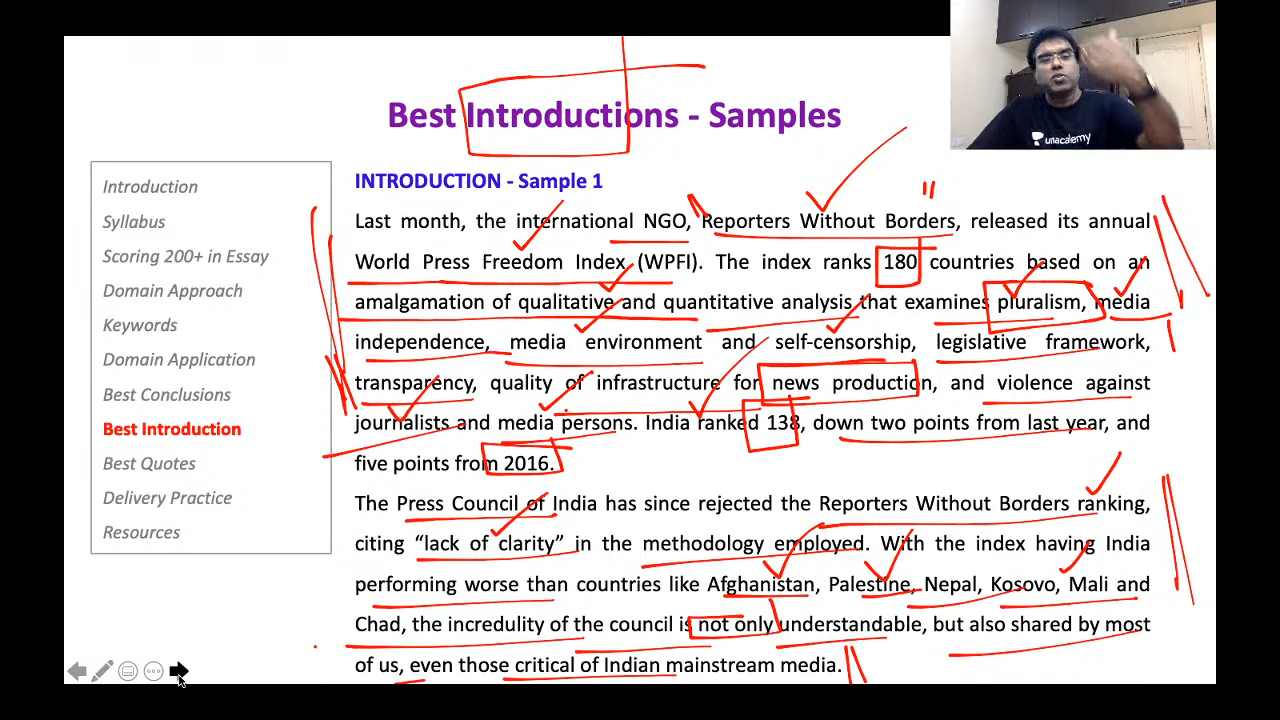 Best Introductions - Samples
unacademy
Introduction
Syllabus
Scoring 200+ in Essay
Domain Approach
Keywords
Domain Application
Best Conclusions
Best Introduction
Best Quotes
Delivery Practice
Resources
INTRODUCTION - Sample 1
Last month, the international NGO, Reporters Without Borders, released its annual
World Press Freedom Index (WPFI). The index ranks 180 countries based on an
amalgamation of qualitative and quantitative analysis that examines pluralism, media
independence, media environment and self-censorship, legislative framework,
transparency, quality of infrastructure for news production, and violence against
journalists and media persons. India ranked 138, down two points from last year, and
five points from 2016.
The Press Council of India has since rejected the Reporters Without Borders ranking,
citing “lack of clarity” in the methodology employed. With the index having India
performing worse than countries like Afghanistan, Palestine, Nepal, Kosovo, Mali and
Chad, the incredulity of the council is not only understandable, but also shared by most
of us, even those critical of Indian mainstream media.